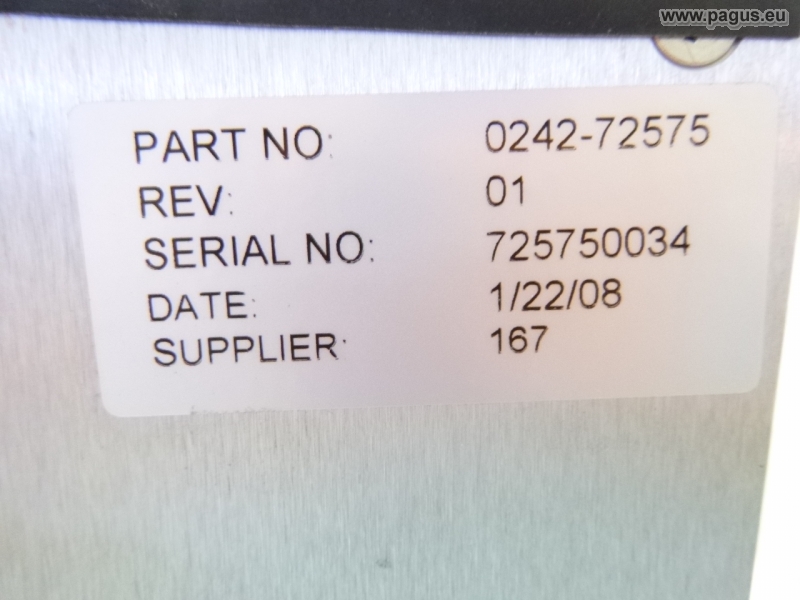 www.pagus.eu
PART NO: 0242-72575
REV: 01
SERIAL NO: 725750034
DATE: 1/22/08
SUPPLIER: 167